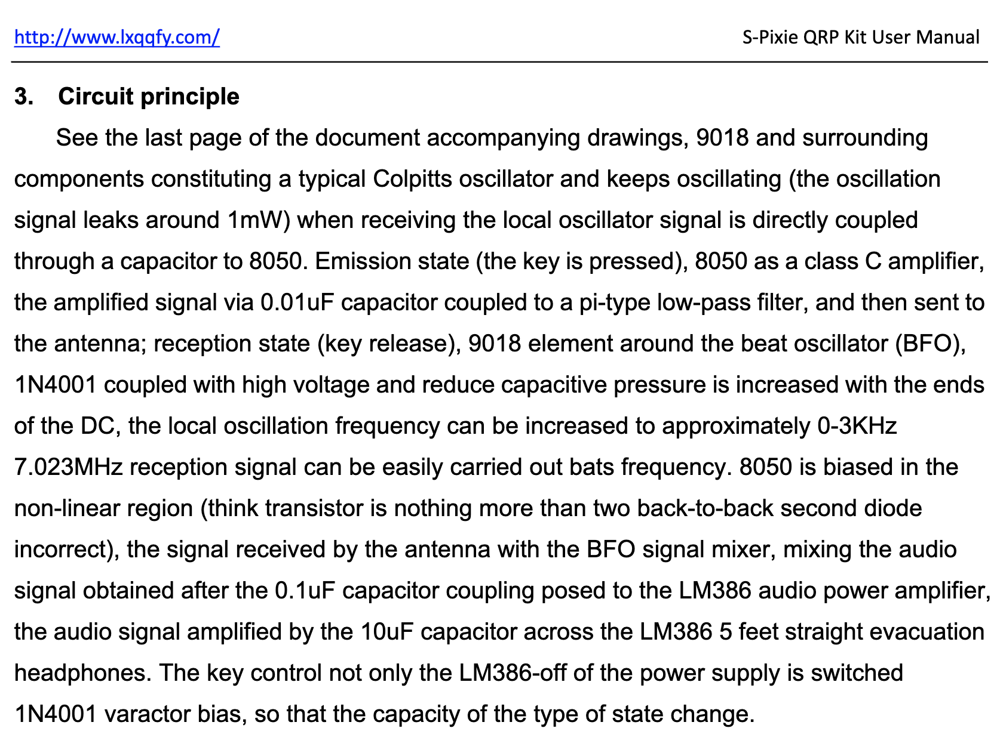 http://www.lxqqfy.com/ S-Pixie QRP Kit User Manual
3. Circuit principle
See the last page of the document accompanying drawings, 9018 and surrounding
components constituting a typical Colpitts oscillator and keeps oscillating (the oscillation
signal leaks around 1mW) when receiving the local oscillator signal is directly coupled
through a capacitor to 8050. Emission state (the key is pressed), 8050 as a class C amplifier,
the amplified signal via 0.01uF capacitor coupled to a pi-type low-pass filter, and then sent to
the antenna; reception state (key release), 9018 element around the beat oscillator (BFO),
1N4001 coupled with high voltage and reduce capacitive pressure is increased with the ends
of the DC, the local oscillation frequency can be increased to approximately 0-3KHz
7.023MHz reception signal can be easily carried out bats frequency. 8050 is biased in the
non-linear region (think transistor is nothing more than two back-to-back second diode
incorrect), the signal received by the antenna with the BFO signal mixer, mixing the audio
signal obtained after the 0.1uF capacitor coupling posed to the LM386 audio power amplifier,
the audio signal amplified by the 10uF capacitor across the LM386 5 feet straight evacuation
headphones. The key control not only the LM386-off of the power supply is switched
1N4001 varactor bias, so that the capacity of the type of state change.